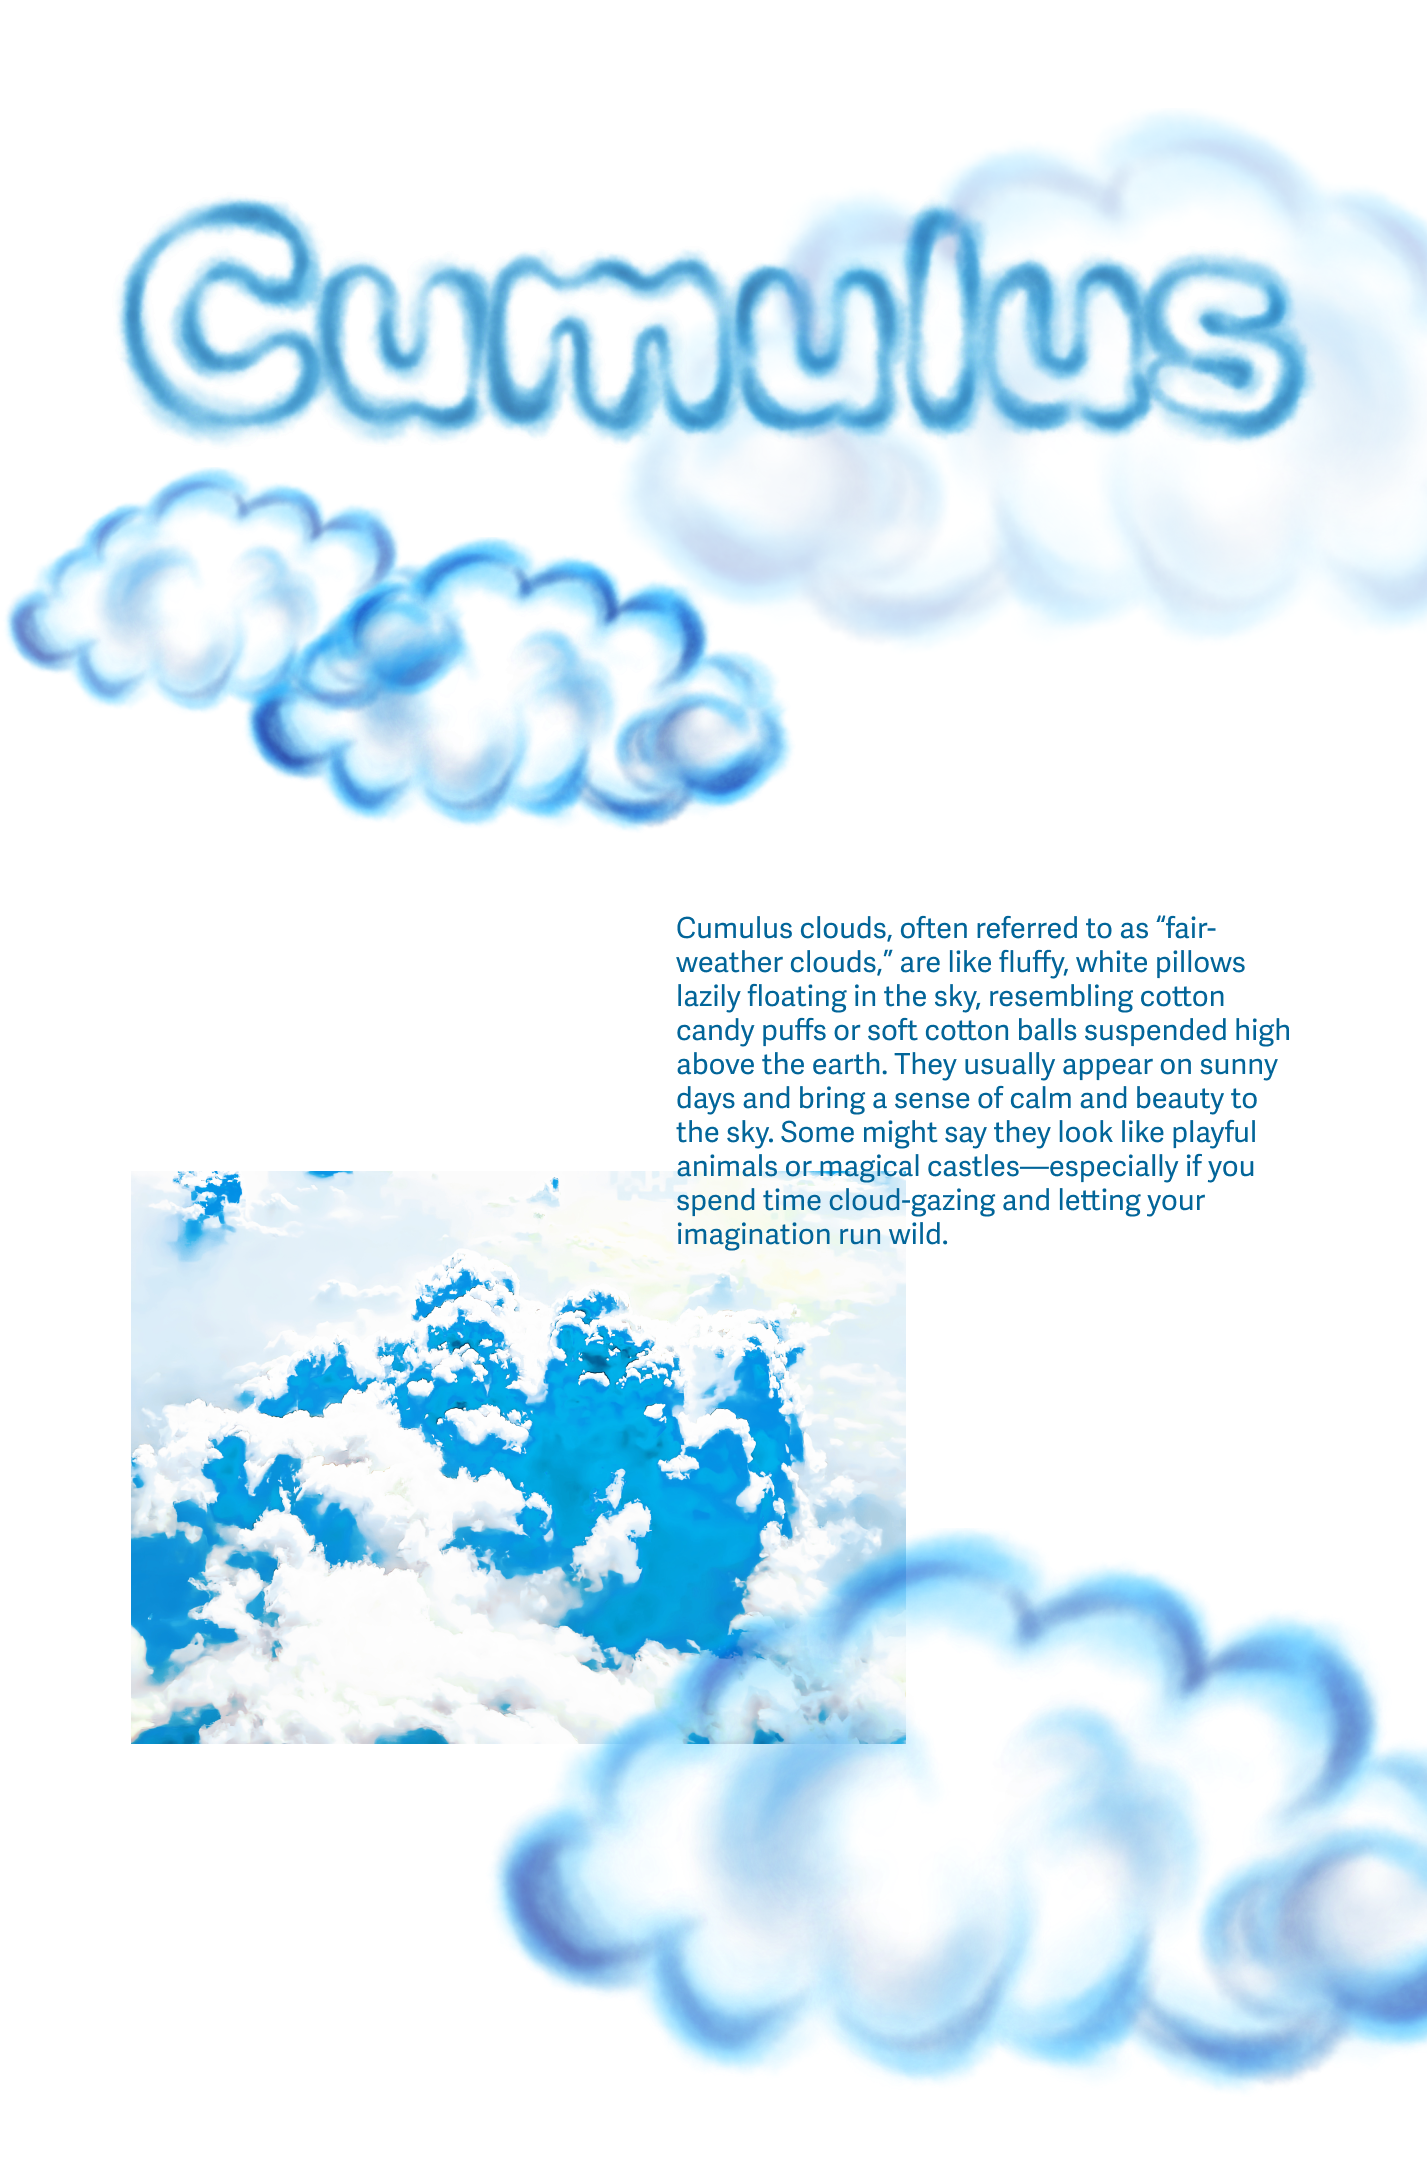 Cumulus
Cumulus clouds, often referred to as “fair-
weather clouds,” are like fluffy, white pillows
lazily floating in the sky, resembling cotton
candy puffs or soft cotton balls suspended high
above the earth. They usually appear on sunny
days and bring a sense of calm and beauty to
the sky. Some might say they look like playful
animals or magical castles—especially if you
spend time cloud-gazing and letting your
imagination run wild.